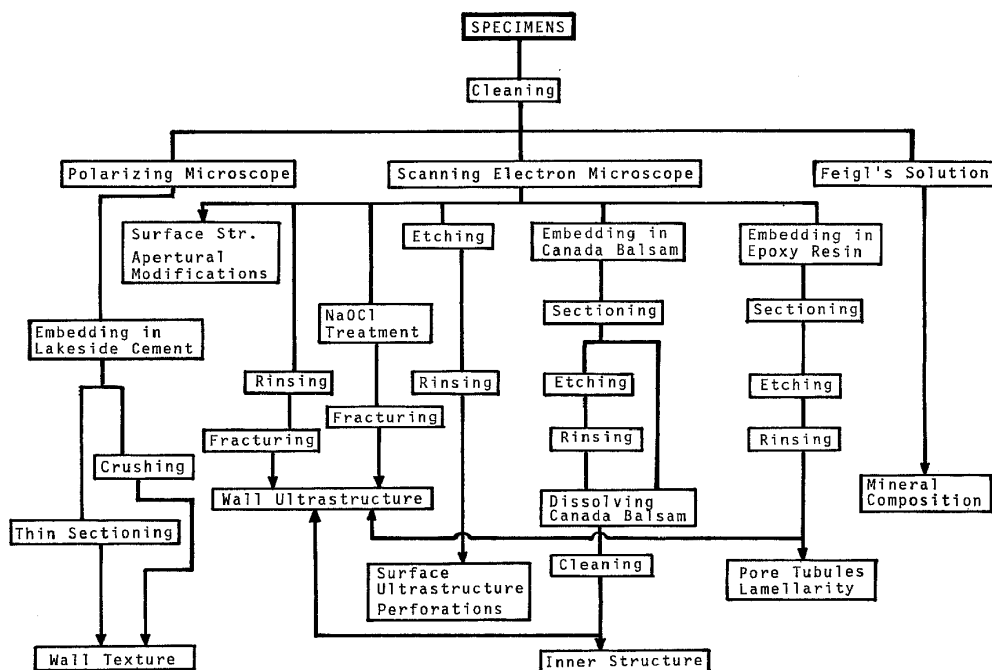 SPECIMENS
Cleaning
Polarizing Microscope
Scanning Electron Microscope
Feigl's Solution
Surface Str.
Apertural
Modifications
Etching
Embedding in
Canada Balsam
Embedding in
Epoxy Resin
NaOCl
Treatment
Sectioning
Sectioning
Embedding in
Lakeside Cement
Rinsing
Rinsing
Etching
Etching
Fracturing
Fracturing
Rinsing
Rinsing
Crushing
Wall Ultrastructure
Dissolving
Canada Balsam
Mineral
Composition
Thin Sectioning
Cleaning
Surface
Ultrastructure
Perforations
Pore Tubules
Lamellarity
Wall Texture
Inner Structure